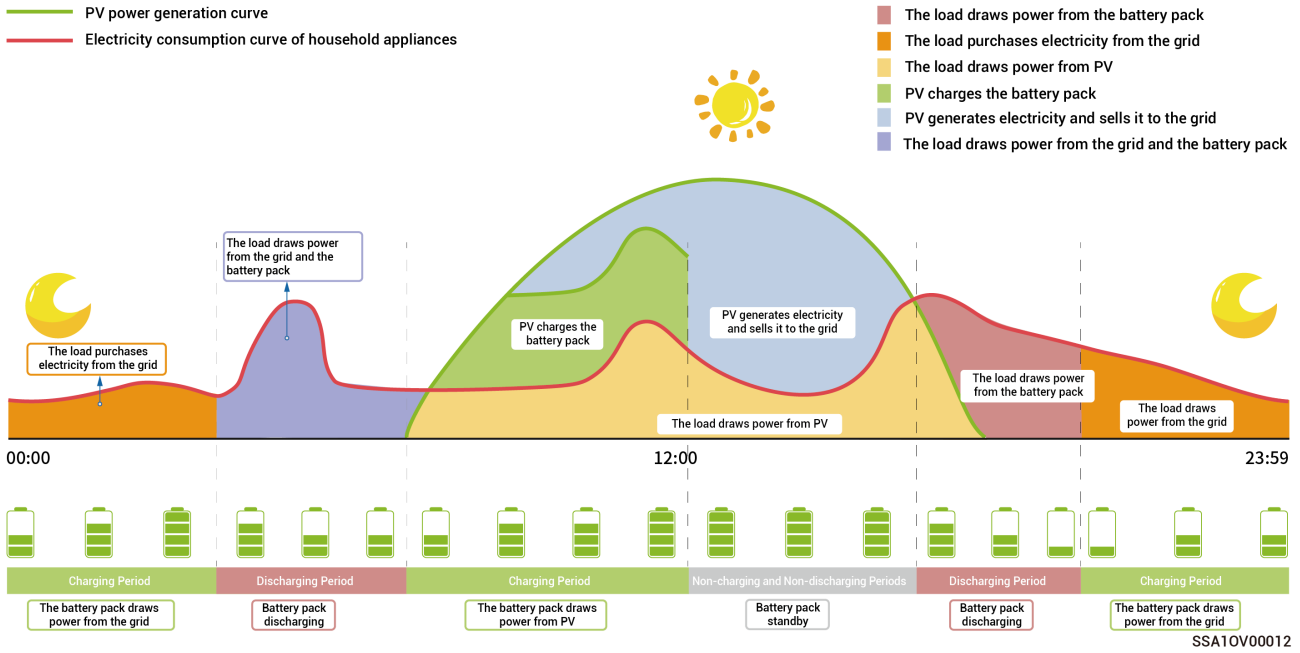 PV power generation curve
Electricity consumption curve of household appliances
The load draws power from the battery pack
The load purchases electricity from the grid
The load draws power from PV
PV charges the battery pack
PV generates electricity and sells it to the grid
The load draws power from the grid and the battery pack
The load draws power
from the grid and the
battery pack
The load purchases
electricity from the grid
PV charges the
battery pack
PV generates electricity
and sells it to the grid
The load draws power
from the battery pack
The load draws power from PV
The load draws
power from the grid
00:00
12:00
23:59
Charging Period
Discharging Period
Charging Period
Non-charging and Non-discharging Periods
Discharging Period
Charging Period
The battery pack draws
power from the grid
Battery pack
discharging
The battery pack draws
power from PV
Battery pack
standby
Battery pack
discharging
The battery pack draws
power from the grid
SSA1OV00012